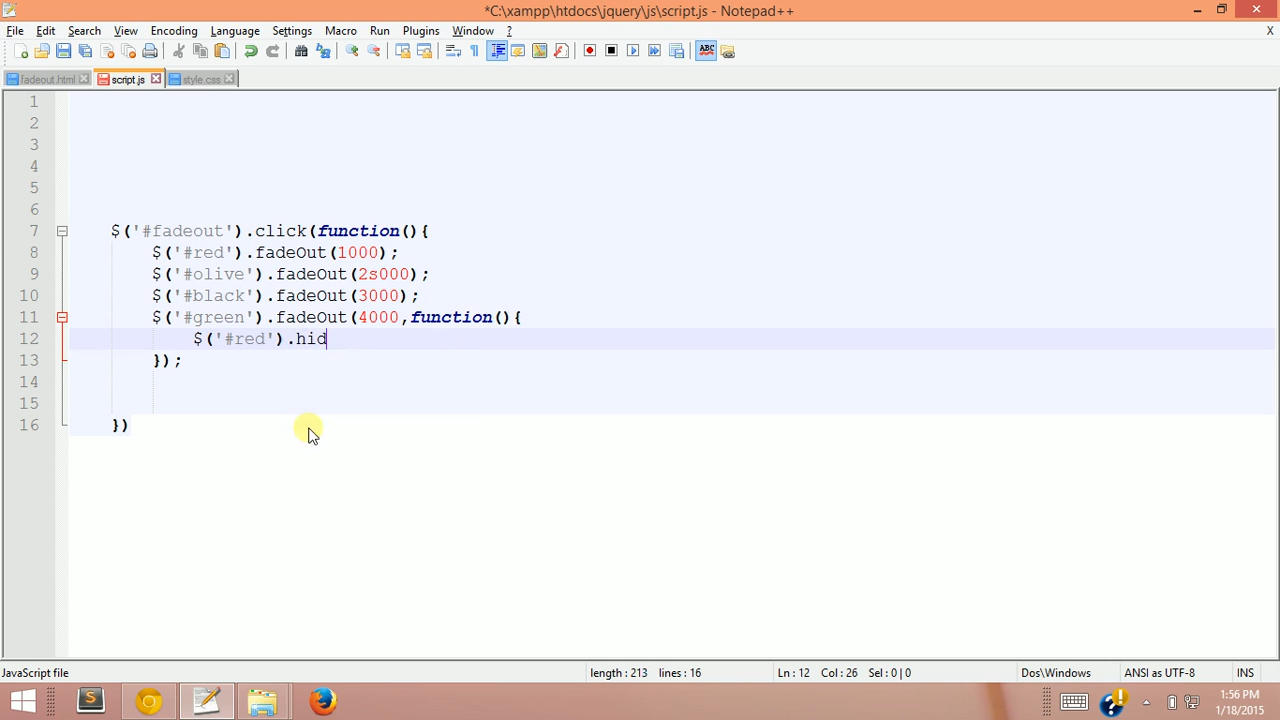 *C:\xampp\htdocs\jquery\js\script.js - Notepad++
File Edit Search View Encoding Language Settings Macro Run Plugins Window ? X
fadeout.html script.js style.css
1
2
3
4
5
6
7 $('#fadeout').click(function(){
8 $('#red').fadeOut(1000);
9 $('#olive').fadeOut(2s000);
10 $('#black').fadeOut(3000);
11 $('#green').fadeOut(4000,function(){
12 $('#red').hid
13 });
14
15
16 })
JavaScript file length : 213 lines : 16 Ln : 12 Col : 26 Sel : 0 | 0 Dos\Windows ANSI as UTF-8 INS
1:56 PM
1/18/2015